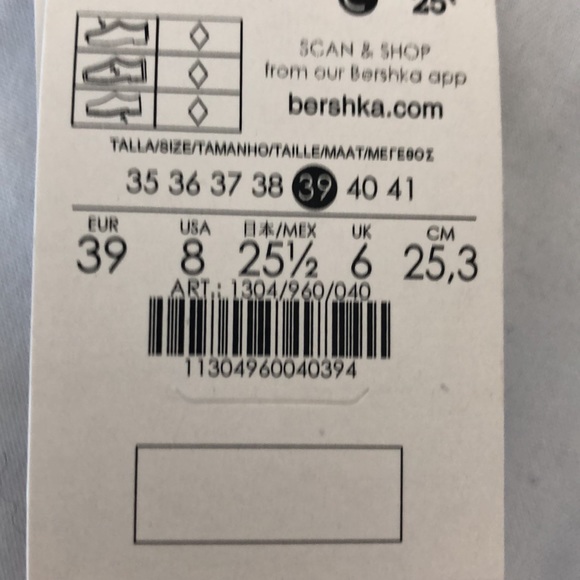 SCAN & SHOP
from our Bershka app
bershka.com
TALLA/SIZE/TAMANHO/TAILLE/MAAT/ΜΕΓΕΘΟΣ
35 36 37 38 39 40 41
EUR USA 日本/MEX UK CM
39 8 25½ 6 25,3
ART.: 1304/960/040
11304960040394